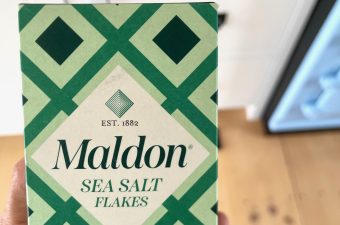 EST. 1882
Maldon®
SEA SALT
FLAKES